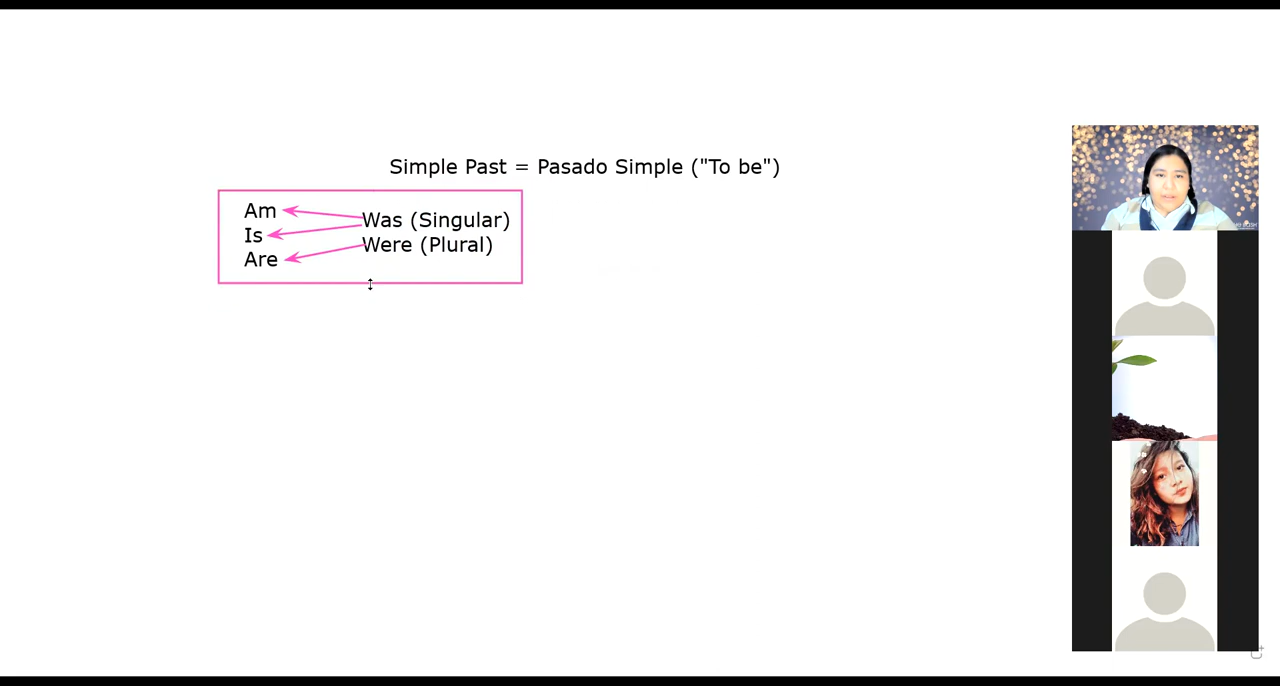 Simple Past = Pasado Simple ("To be")
Am
Was (Singular)
Is
Were (Plural)
Are